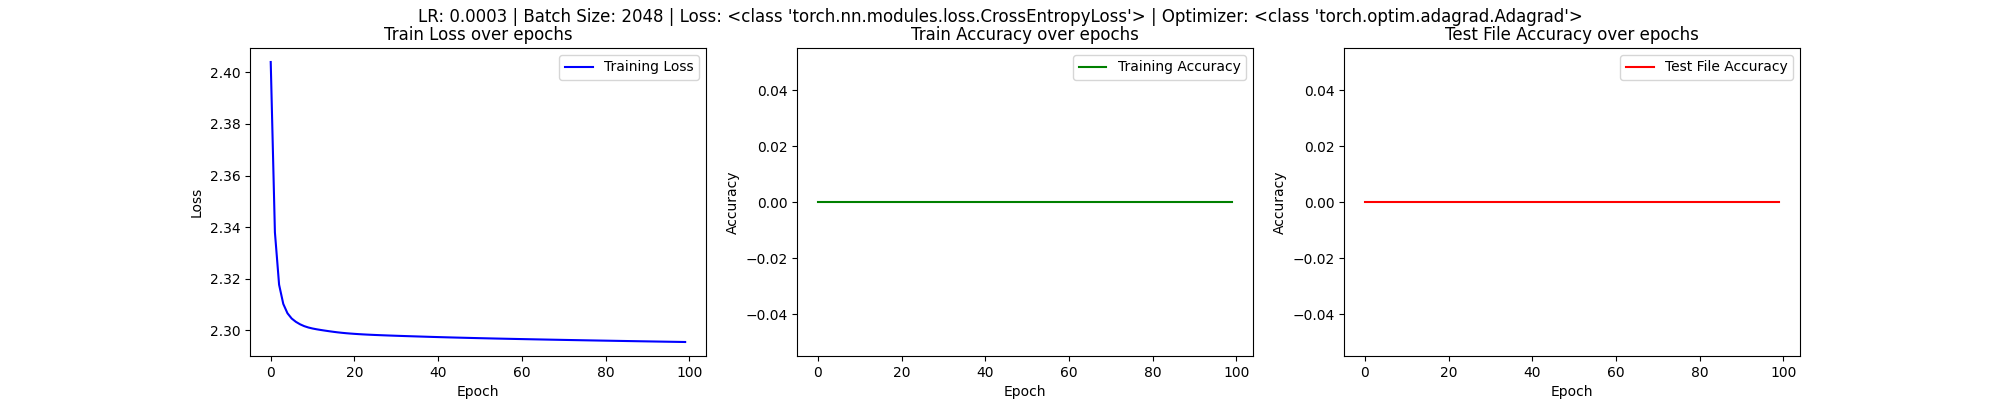 LR: 0.0003 | Batch Size: 2048 | Loss: <class 'torch.nn.modules.loss.CrossEntropyLoss'> | Optimizer: <class 'torch.optim.adagrad.Adagrad'>
Train Loss over epochs
Training Loss
2.40
2.38
2.36
2.34
2.32
2.30
Loss
0 20 40 60 80 100
Epoch
Train Accuracy over epochs
Training Accuracy
0.04
0.02
0.00
−0.02
−0.04
Accuracy
0 20 40 60 80 100
Epoch
Test File Accuracy over epochs
Test File Accuracy
0.04
0.02
0.00
−0.02
−0.04
Accuracy
0 20 40 60 80 100
Epoch